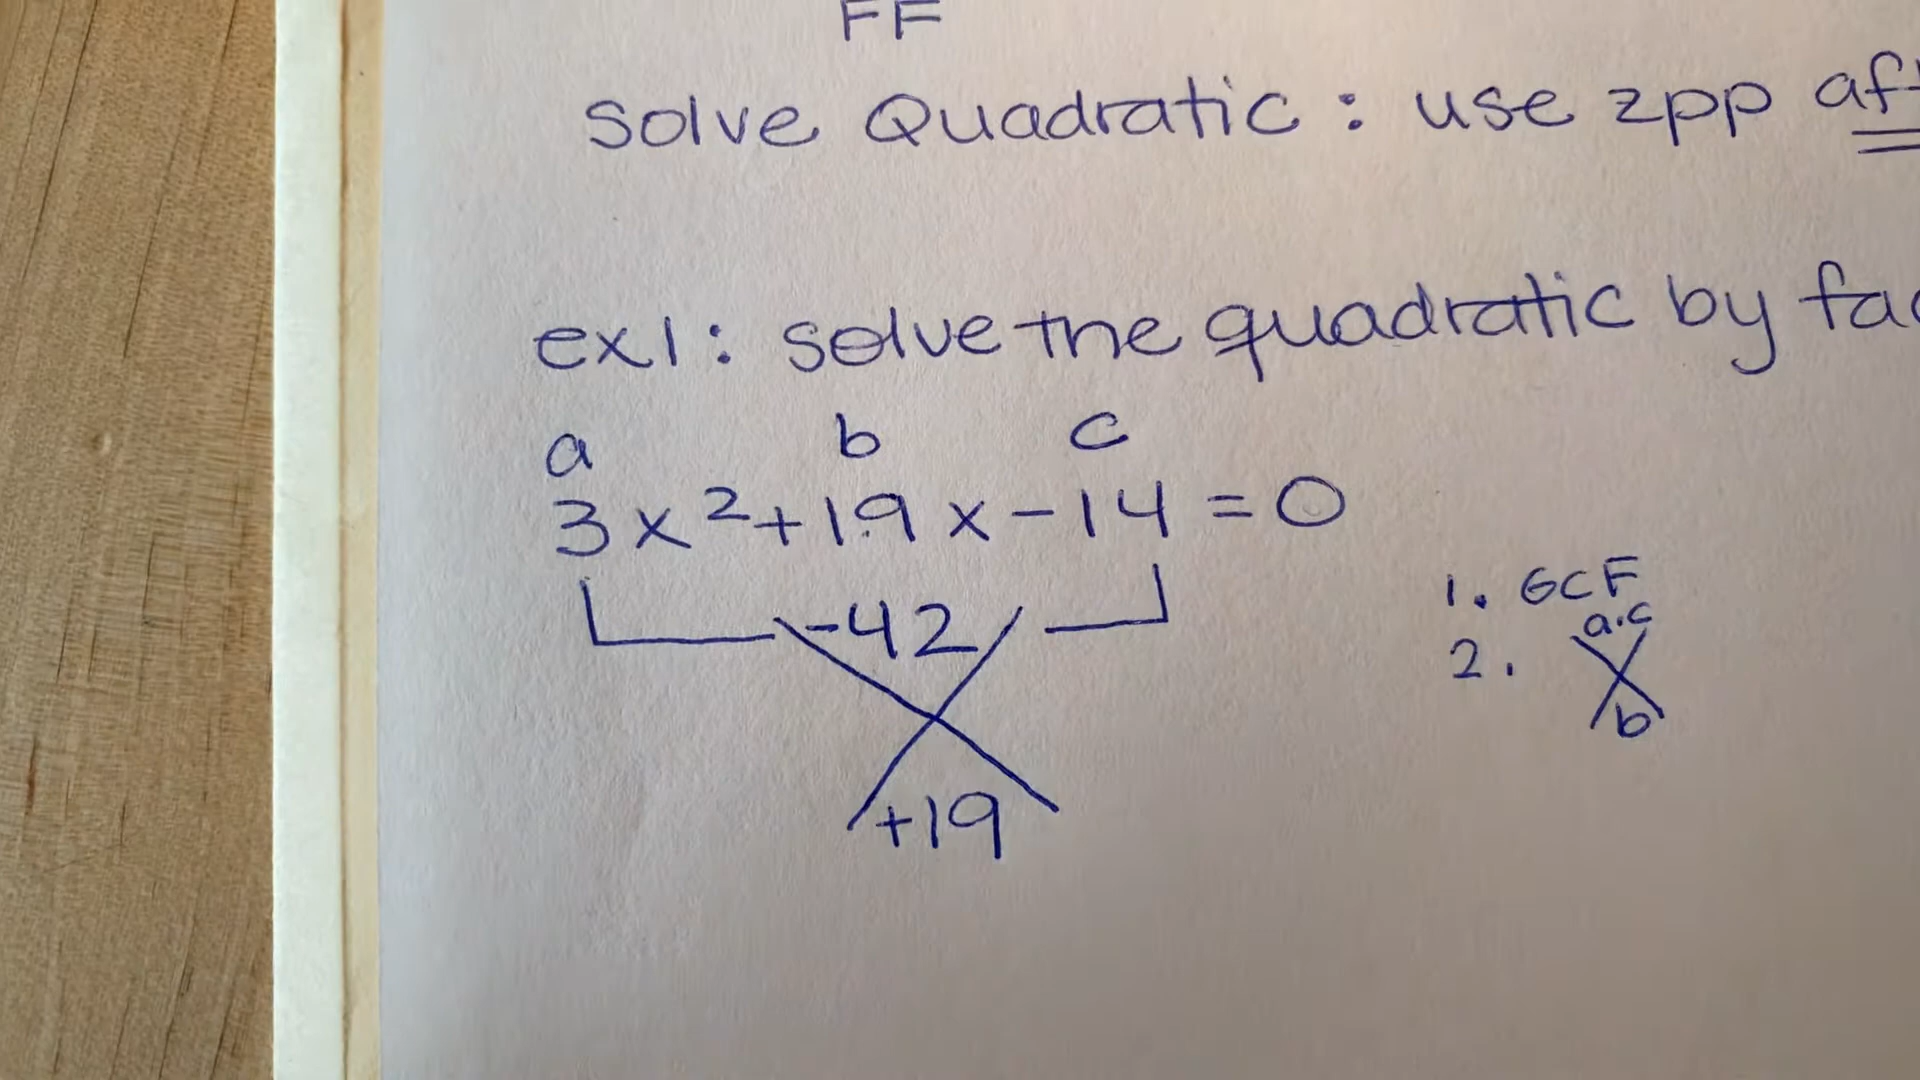 FF
Solve Quadratic : use zpp
ex1: solve the quadratic by
a b c
3x²+19x-14=0
-42
+19
1. GCF
2. a.c
b